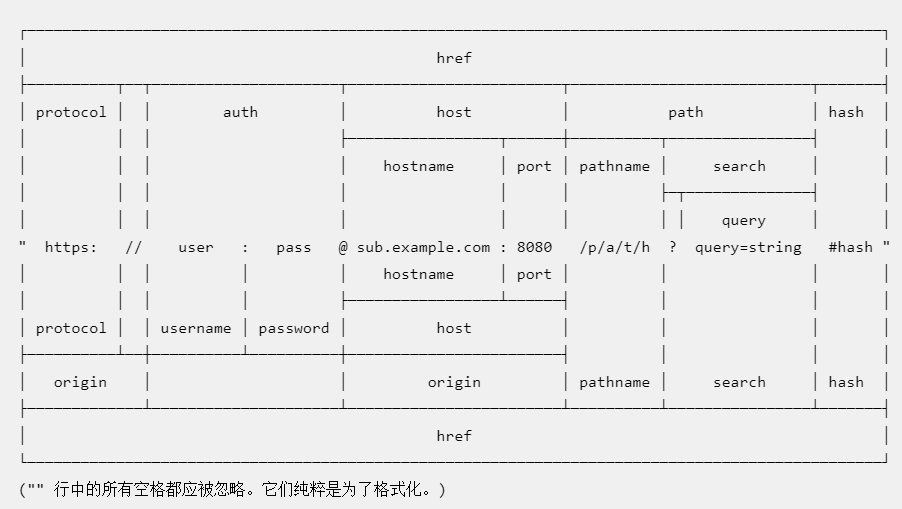 href
protocol auth host path hash
hostname port pathname search
query
" https: // user : pass @ sub.example.com : 8080 /p/a/t/h ? query=string #hash "
hostname port
protocol username password host
origin origin pathname search hash
href
("" 行中的所有空格都应被忽略。它们纯粹是为了格式化。)